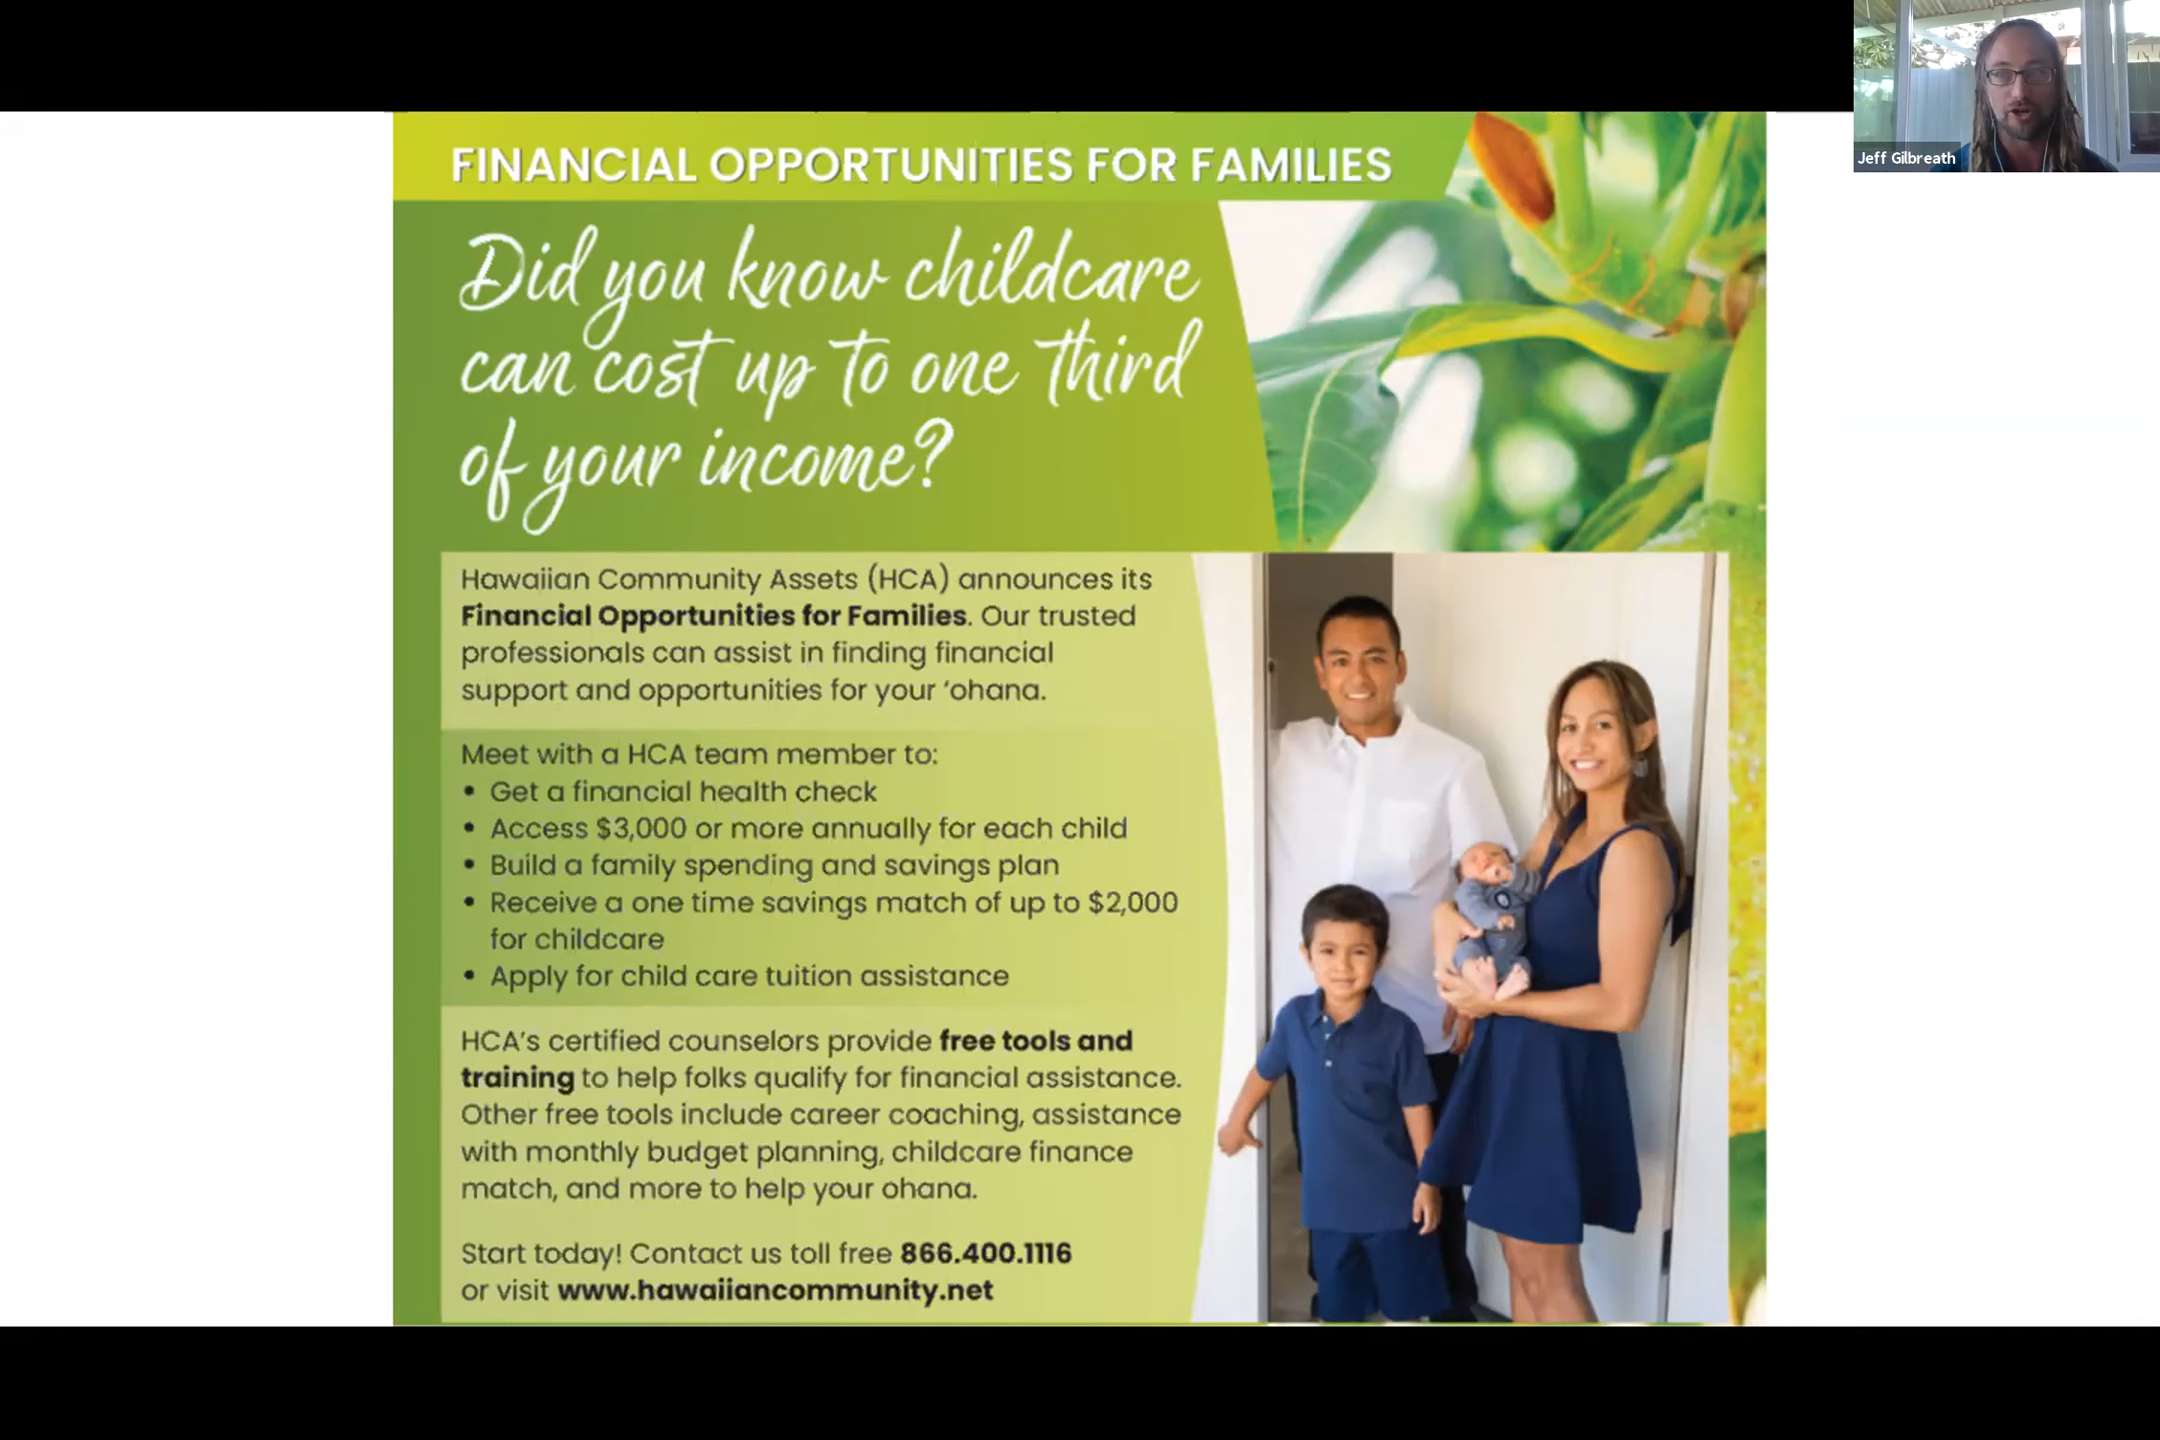 FINANCIAL OPPORTUNITIES FOR FAMILIES
Jeff Gilbreath
Did you know childcare
can cost up to one third
of your income?
Hawaiian Community Assets (HCA) announces its
Financial Opportunities for Families. Our trusted
professionals can assist in finding financial
support and opportunities for your ‘ohana.
Meet with a HCA team member to:
• Get a financial health check
• Access $3,000 or more annually for each child
• Build a family spending and savings plan
• Receive a one time savings match of up to $2,000
for childcare
• Apply for child care tuition assistance
HCA’s certified counselors provide free tools and
training to help folks qualify for financial assistance.
Other free tools include career coaching, assistance
with monthly budget planning, childcare finance
match, and more to help your ohana.
Start today! Contact us toll free 866.400.1116
or visit www.hawaiiancommunity.net